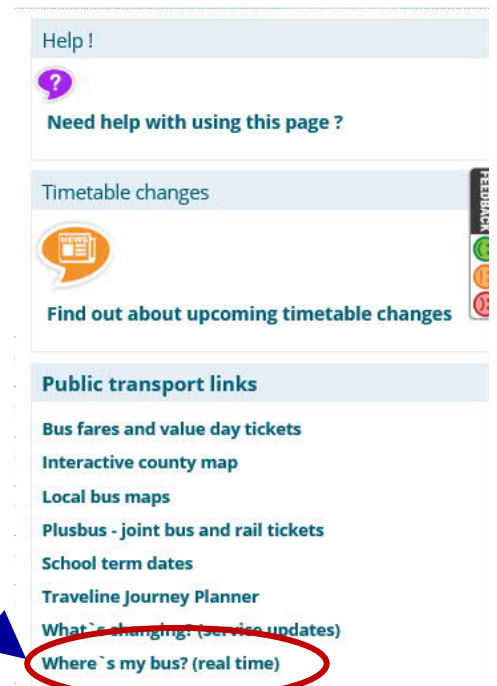 Help !
?
Need help with using this page ?
Timetable changes
NEWS
Find out about upcoming timetable changes
FEEDBACK
Public transport links
Bus fares and value day tickets
Interactive county map
Local bus maps
Plusbus - joint bus and rail tickets
School term dates
Traveline Journey Planner
What`s changing? (service updates)
Where`s my bus? (real time)